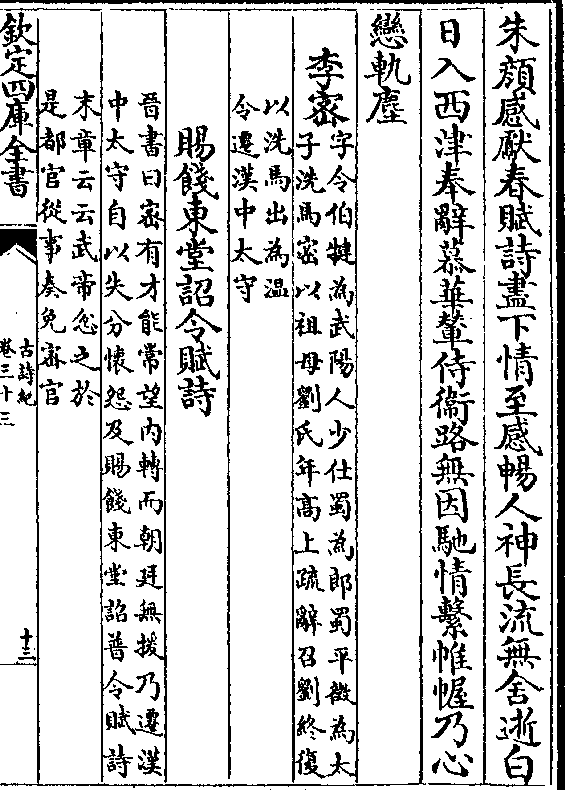 朱顔感獻春賦詩盡下情至感暢人神長流無舍逝白
日入西津奉辭慕華輦侍衞路無因馳情繫帷幄乃心
戀軌塵
李密
字令伯犍為武陽人少仕蜀為郎蜀平徴為太
子洗馬密以祖母劉氏年高上疏辭召劉終復
以洗馬出為温
令遷漢中太守
賜餞東堂詔令賦詩
晉書曰密有才能常望内轉而朝廷無援乃遷漢
中太守自以失分懷怨及賜餞東堂詔普令賦詩
末章云云武帝忿之於
是都官從事奏免密官
欽定四庫全書
古詩紀
卷三十三
十三